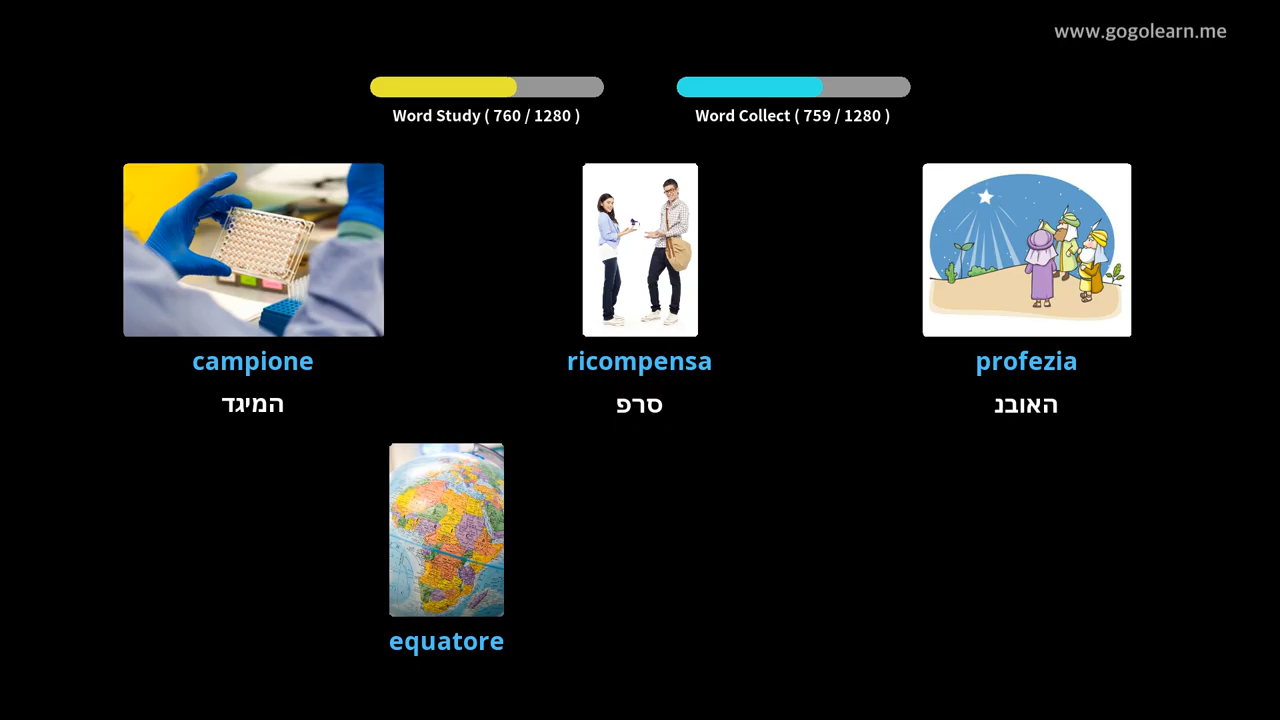 www.gogolearn.me
Word Study ( 760 / 1280 )
Word Collect ( 759 / 1280 )
campione
ricompensa
profezia
המיגד
סרפ
האובנ
equatore